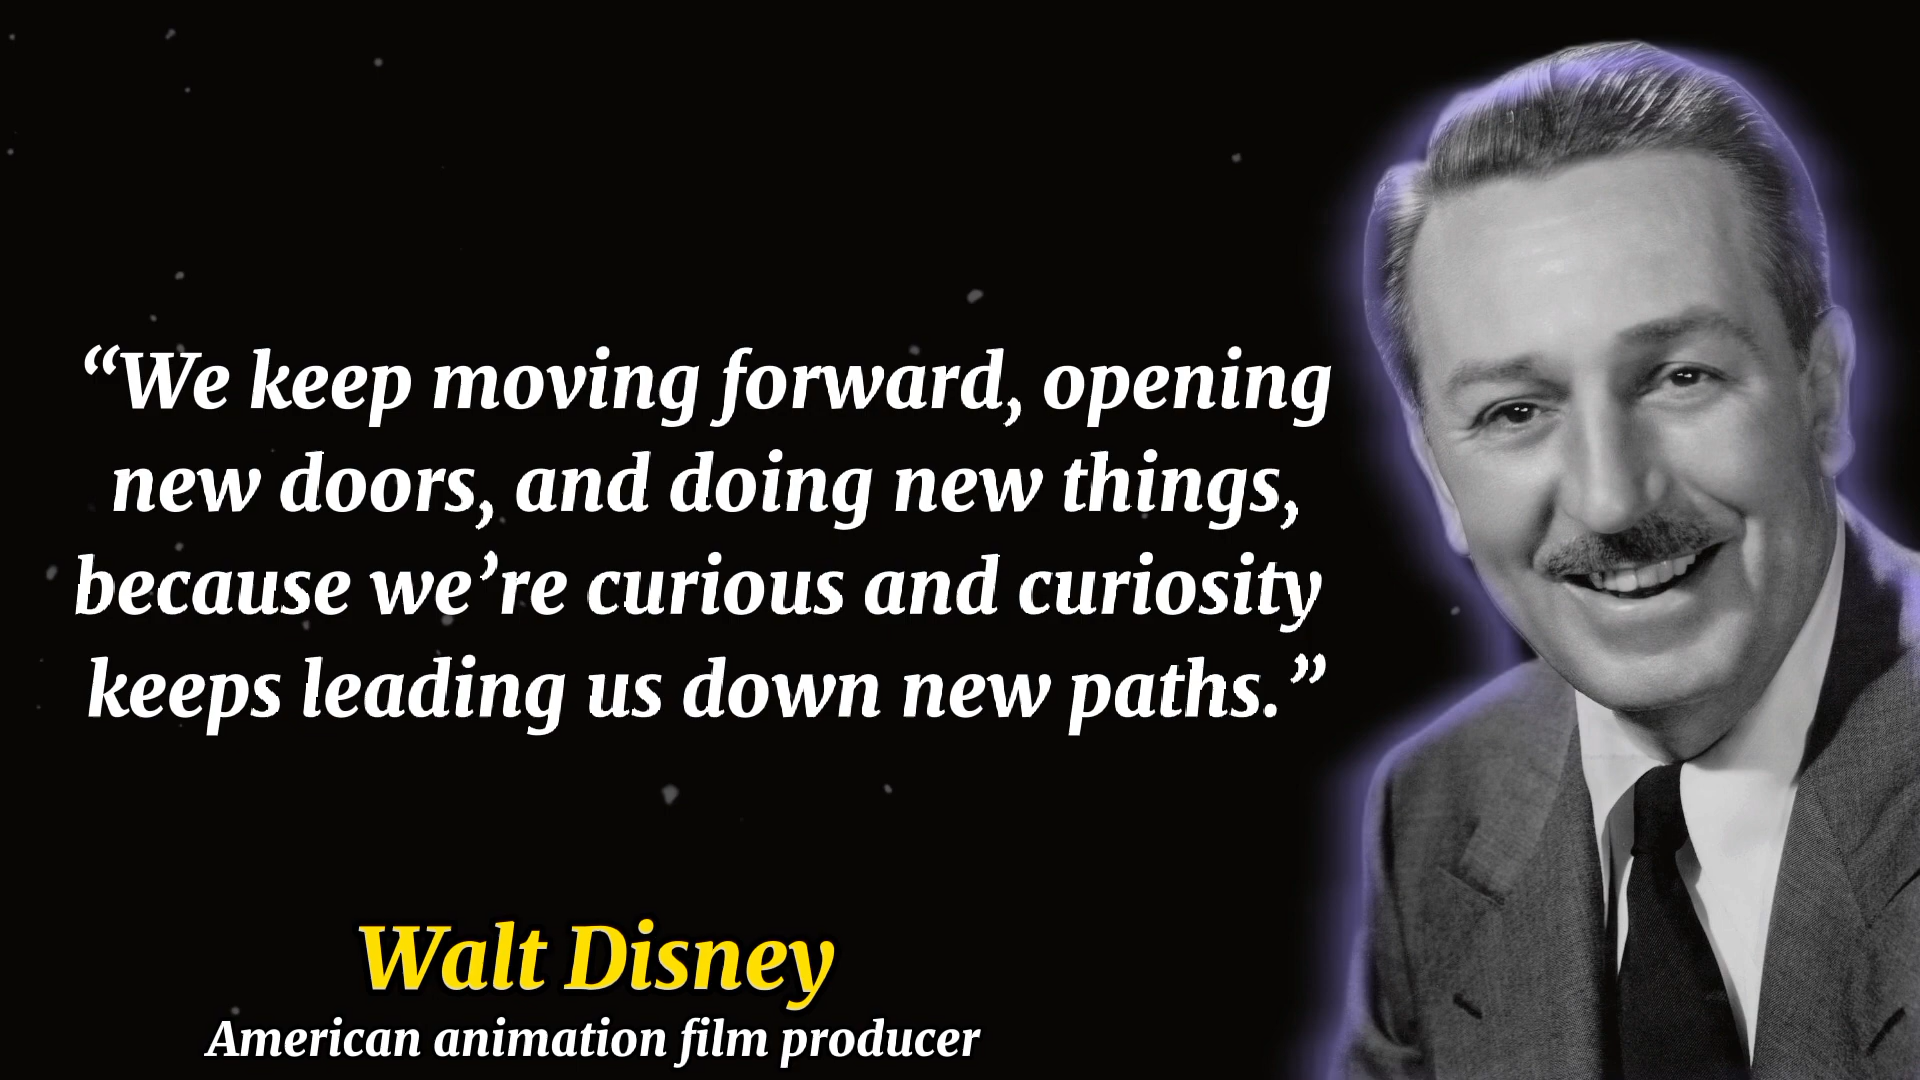 “We keep moving forward, opening
new doors, and doing new things,
because we’re curious and curiosity
keeps leading us down new paths.”
Walt Disney
American animation film producer